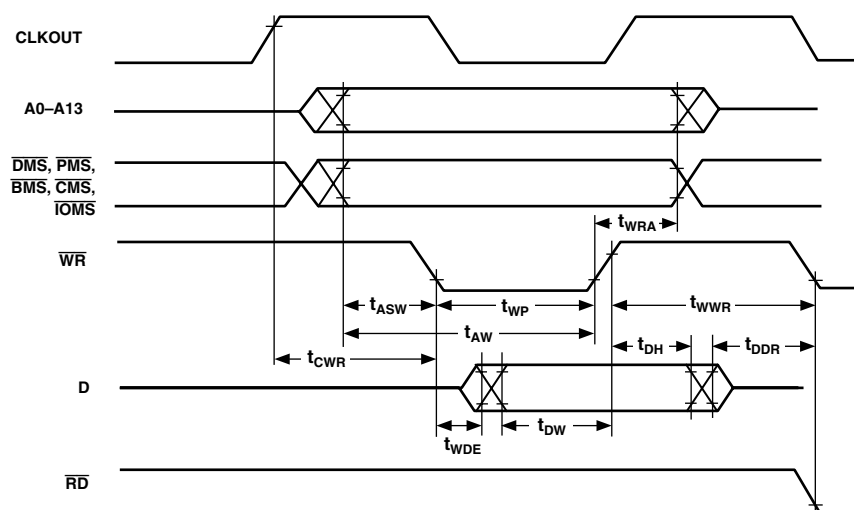 CLKOUT
A0–A13
DMS, PMS,
BMS, CMS,
IOMS
tWRA
WR
tASW
tWP
tWWR
tAW
tDH
tDDR
tCWR
D
tWDE
tDW
RD